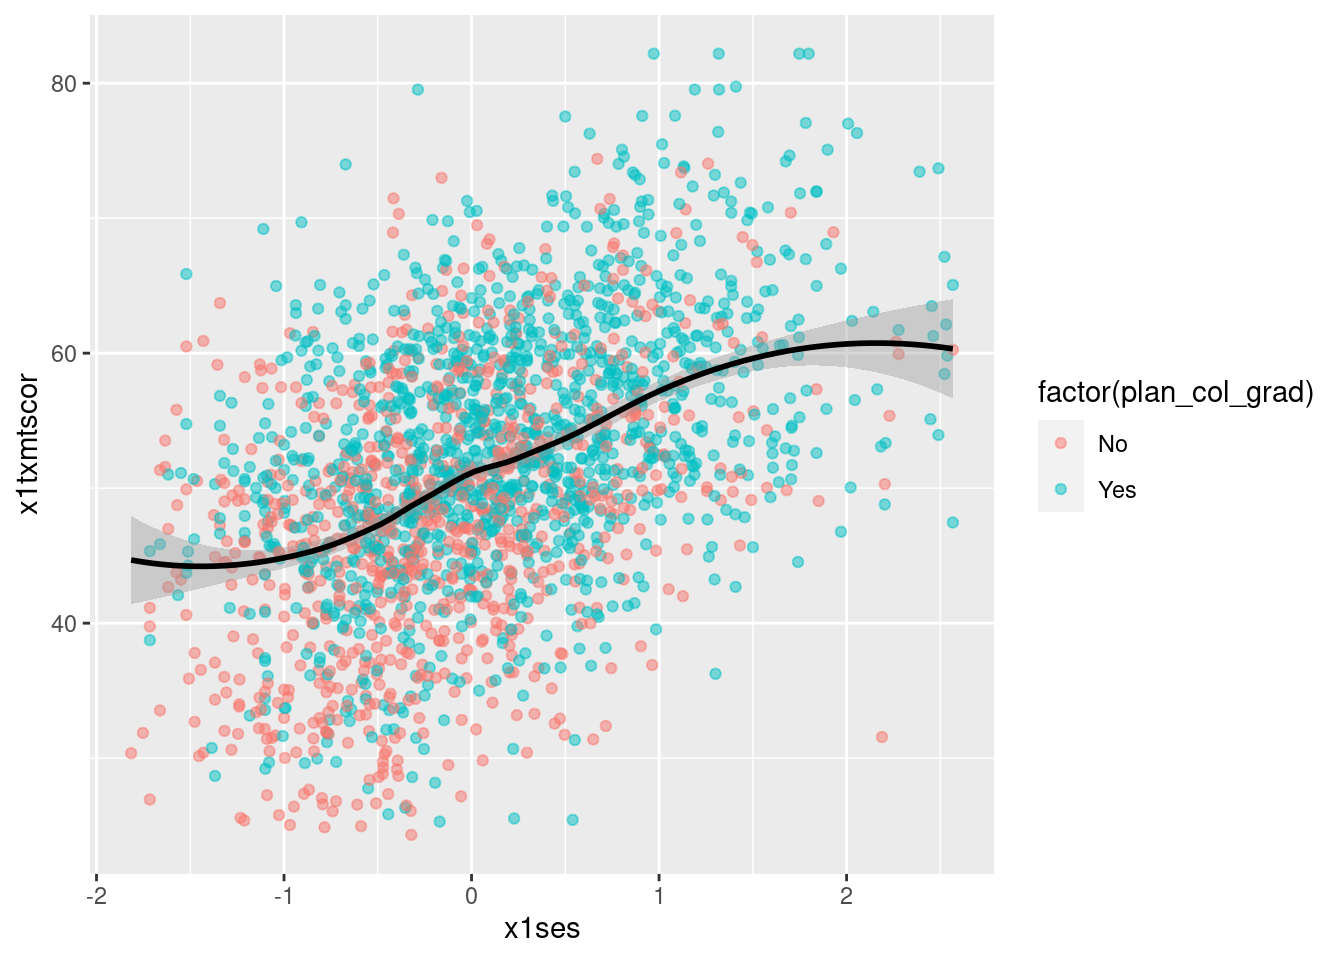 80
60
40
x1txmtscor
-2
-1
0
1
2
x1ses
factor(plan_col_grad)
No
Yes